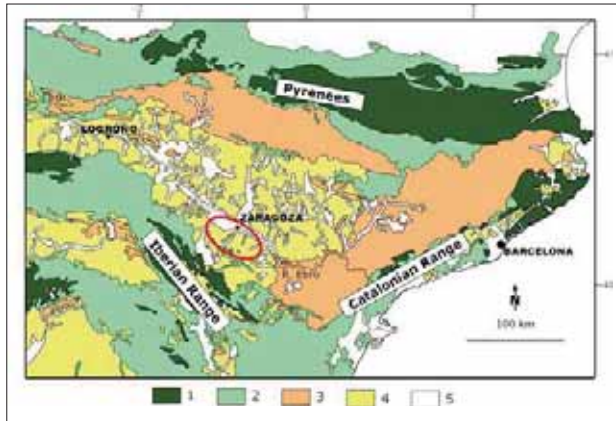 Pyrenées
LOGROÑO
ZARAGOZA
R. Ebro
Iberian Range
Catalonian Range
BARCELONA
N
100 km
1 2 3 4 5